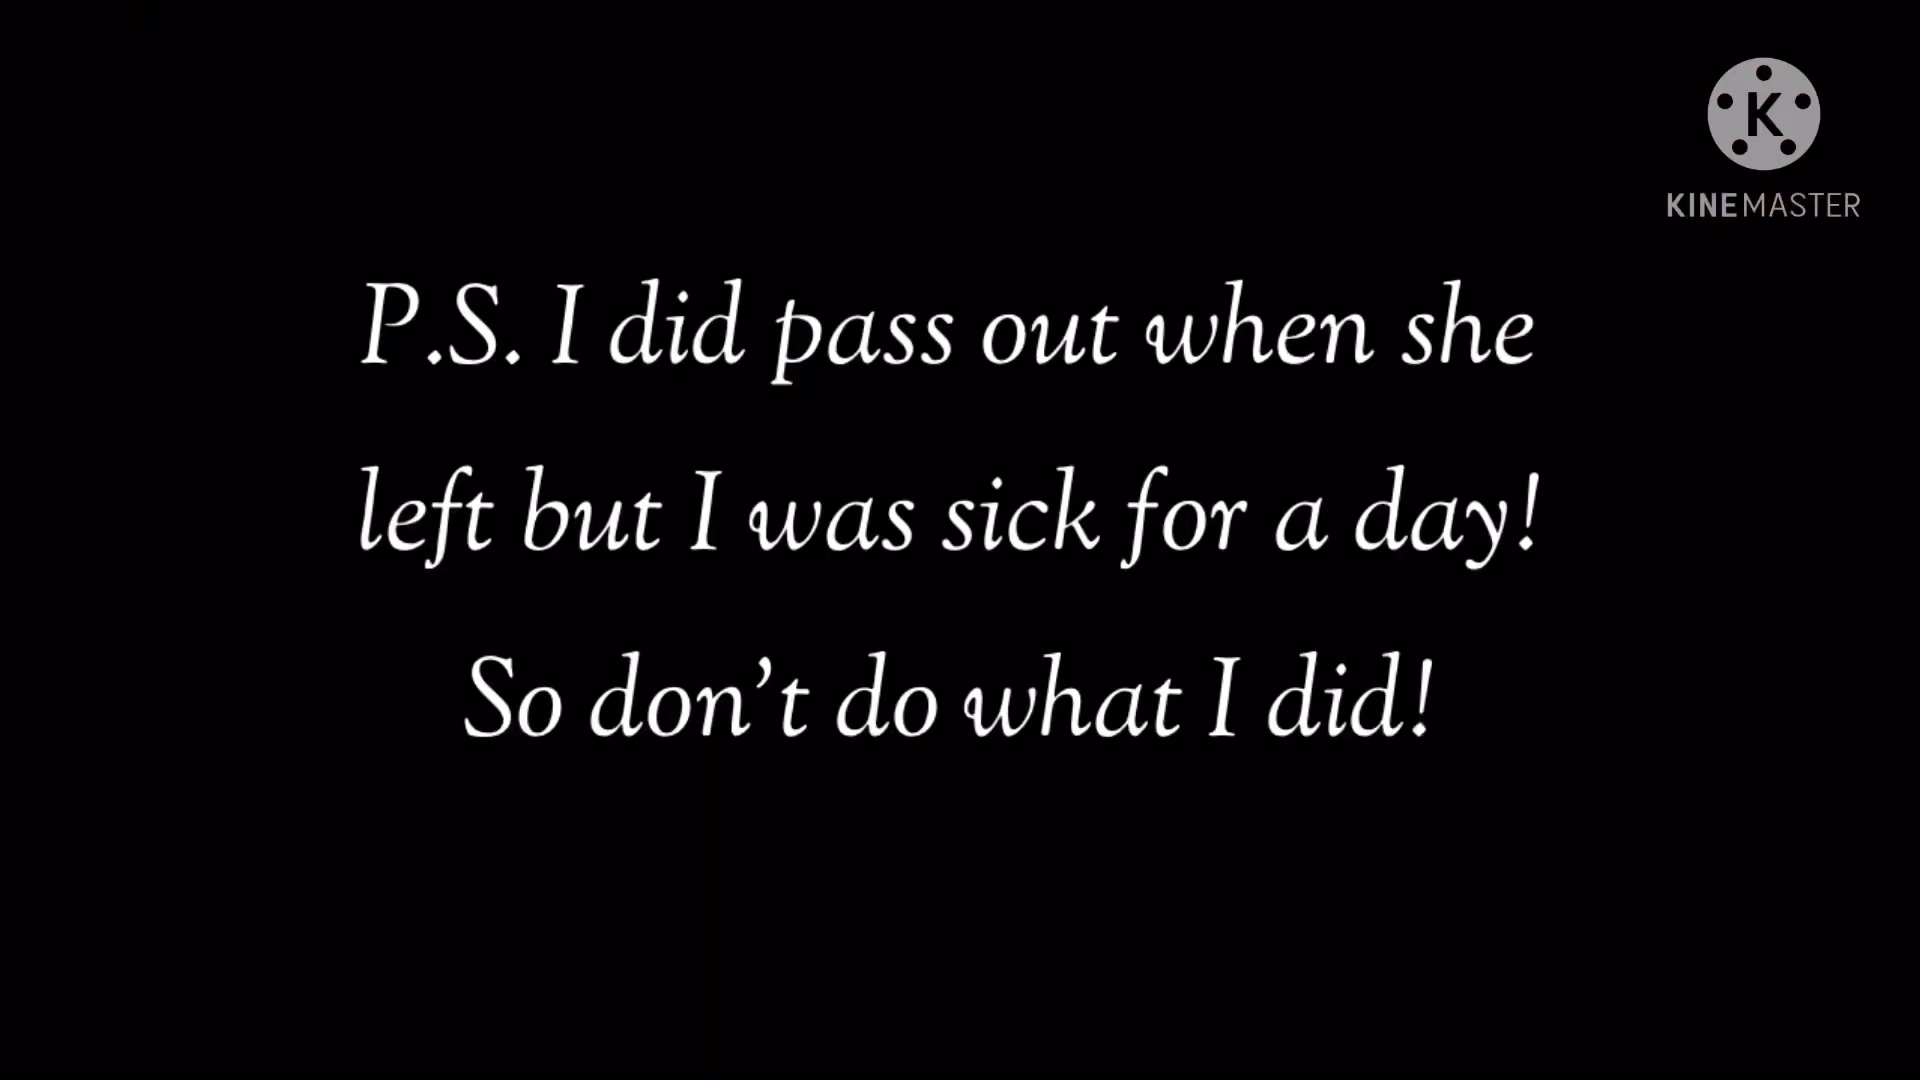 K
KINEMASTER
P.S. I did pass out when she
left but I was sick for a day!
So don’t do what I did!